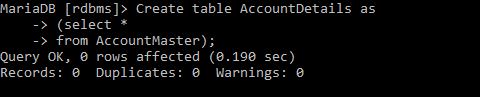 MariaDB [rdbms]> Create table AccountDetails as
    -> (select *
    -> from AccountMaster);
Query OK, 0 rows affected (0.190 sec)
Records: 0  Duplicates: 0  Warnings: 0